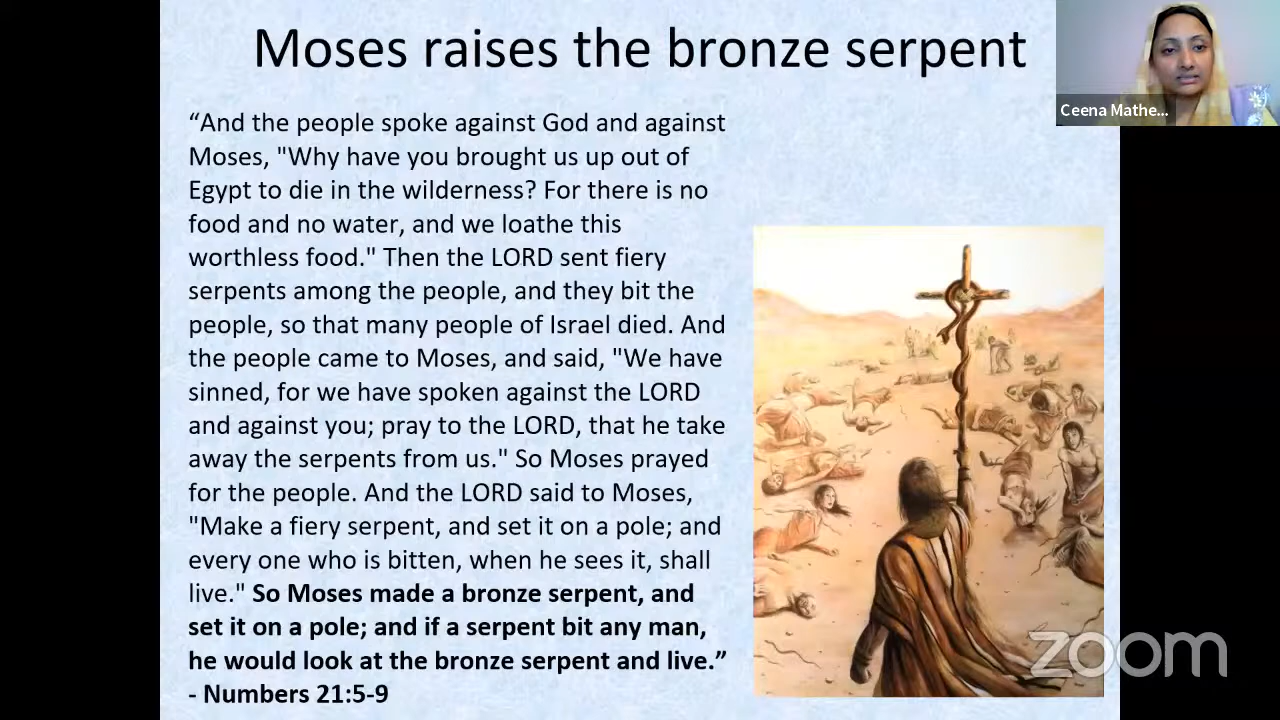 Moses raises the bronze serpent
Ceena Mathe...
“And the people spoke against God and against
Moses, "Why have you brought us up out of
Egypt to die in the wilderness? For there is no
food and no water, and we loathe this
worthless food." Then the LORD sent fiery
serpents among the people, and they bit the
people, so that many people of Israel died. And
the people came to Moses, and said, "We have
sinned, for we have spoken against the LORD
and against you; pray to the LORD, that he take
away the serpents from us." So Moses prayed
for the people. And the LORD said to Moses,
"Make a fiery serpent, and set it on a pole; and
every one who is bitten, when he sees it, shall
live." So Moses made a bronze serpent, and
set it on a pole; and if a serpent bit any man,
he would look at the bronze serpent and live.”
- Numbers 21:5-9
zoom